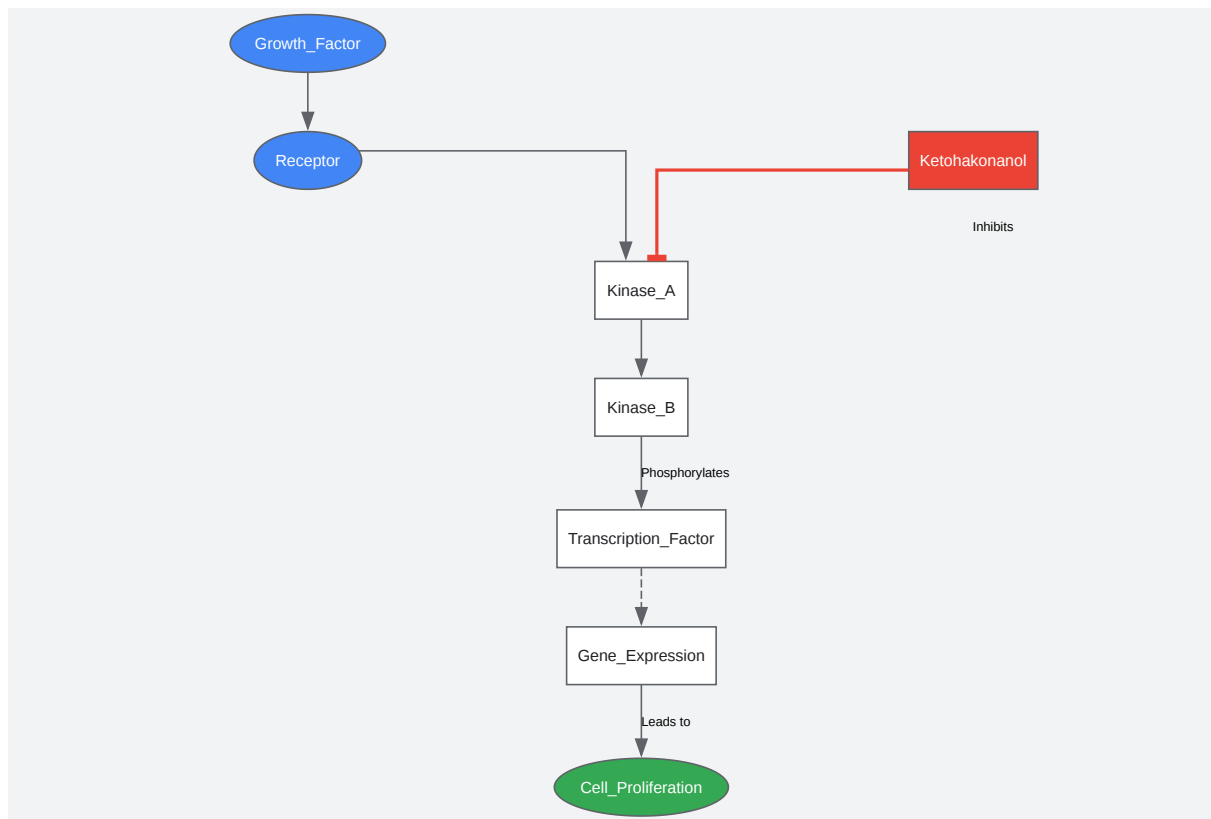 Growth_Factor
Receptor
Ketohakonanol
Inhibits
Kinase_A
Kinase_B
Phosphorylates
Transcription_Factor
Gene_Expression
Leads to
Cell_Proliferation